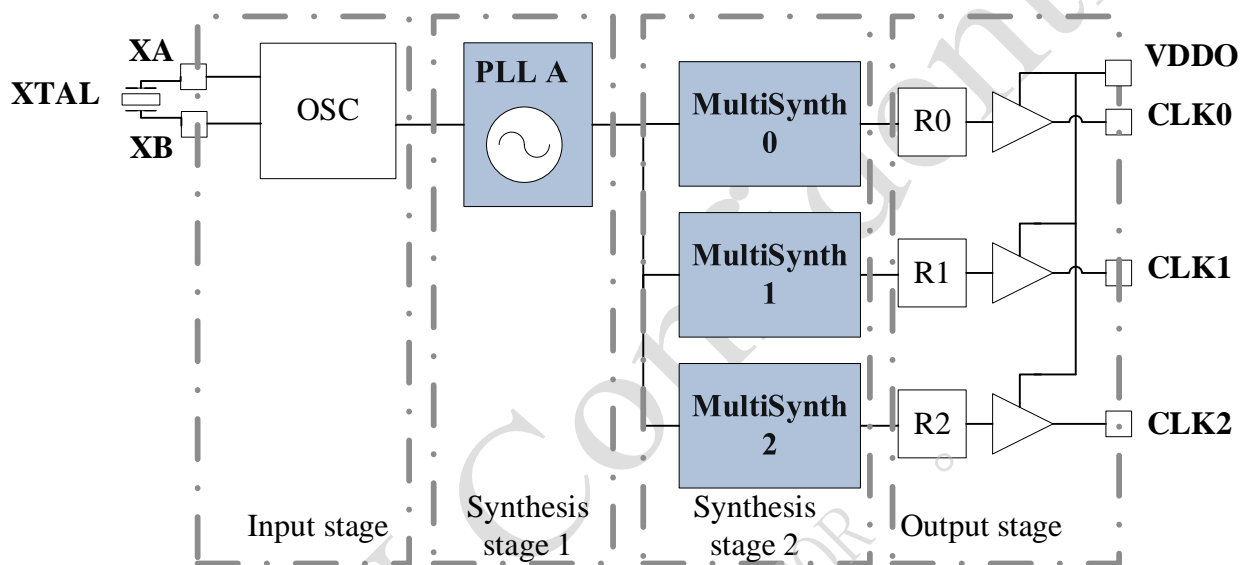 XA
XTAL
XB
OSC
PLL A
MultiSynth
0
R0
VDDO
CLK0
MultiSynth
1
R1
CLK1
MultiSynth
2
R2
CLK2
Input stage
Synthesis
stage 1
Synthesis
stage 2
Output stage